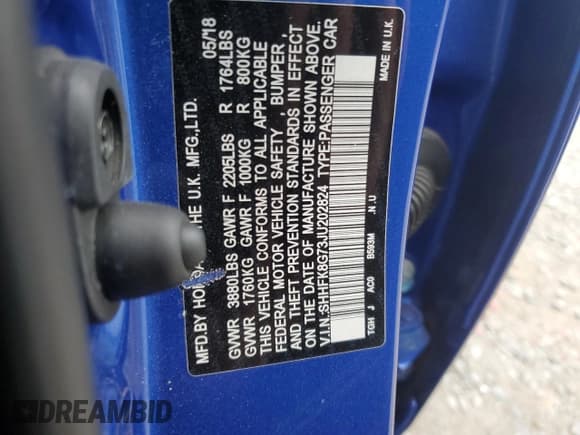 MFD.BY HONDA THE U.K. MFG.,LTD. 05/18
GVWR 3880LBS GAWR F 2205LBS R 1764LBS
GVWR 1760KG GAWR F 1000KG R 800KG
THIS VEHICLE CONFORMS TO ALL APPLICABLE
FEDERAL MOTOR VEHICLE SAFETY , BUMPER ,
AND THEFT PREVENTION STANDARDS IN EFFECT
ON THE DATE OF MANUFACTURE SHOWN ABOVE.
V.I.N.:SHHFK8G73JU202824 TYPE:PASSENGER CAR
TGH J AC0 B593M .N .U MADE IN U.K.
DREAMBID